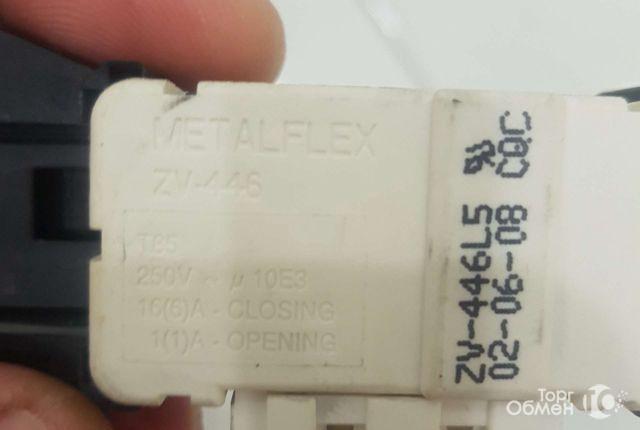 METALFLEX
ZV-446
T85
250V ~ µ 10E3
16(6)A - CLOSING
1(1)A - OPENING
ZV-446L5 CQC
02-06-08
Торг
Обмен